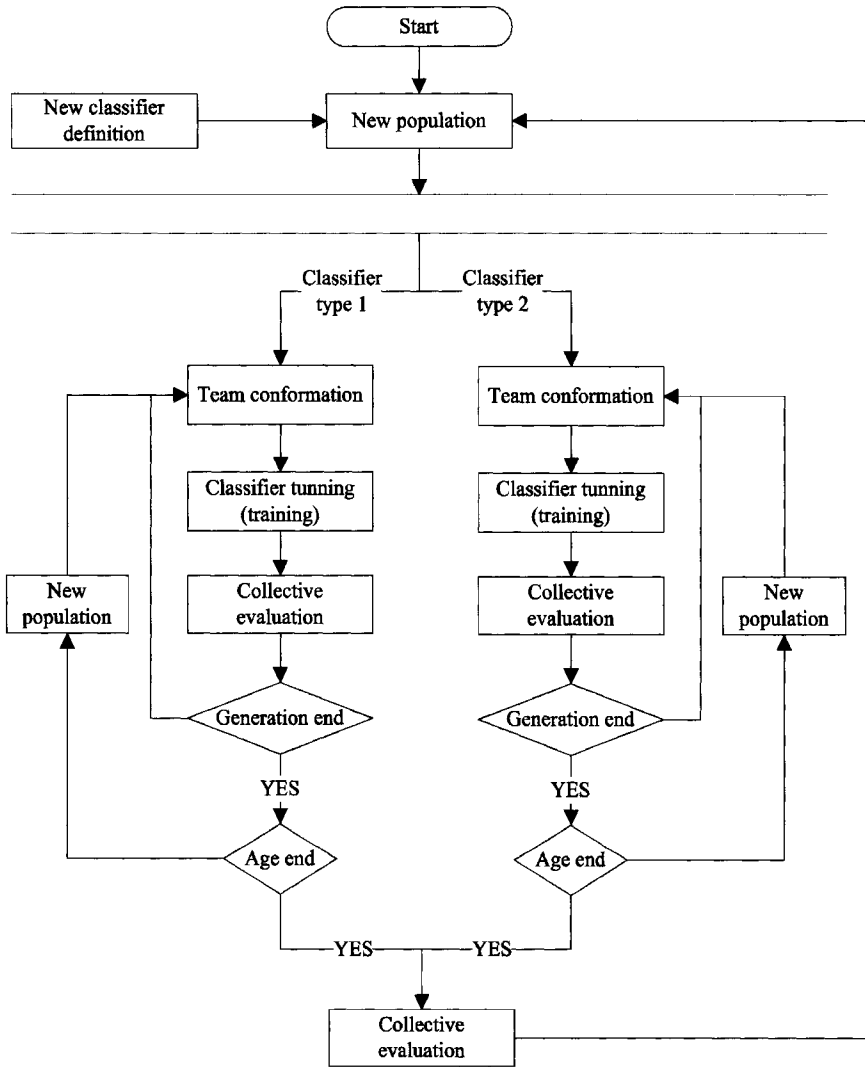 Start
New classifier
definition
New population
Classifier
type 1
Classifier
type 2
Team conformation
Team conformation
Classifier tunning
(training)
Classifier tunning
(training)
New
population
Collective
evaluation
Collective
evaluation
New
population
Generation end
Generation end
YES
YES
Age end
Age end
YES
YES
Collective
evaluation